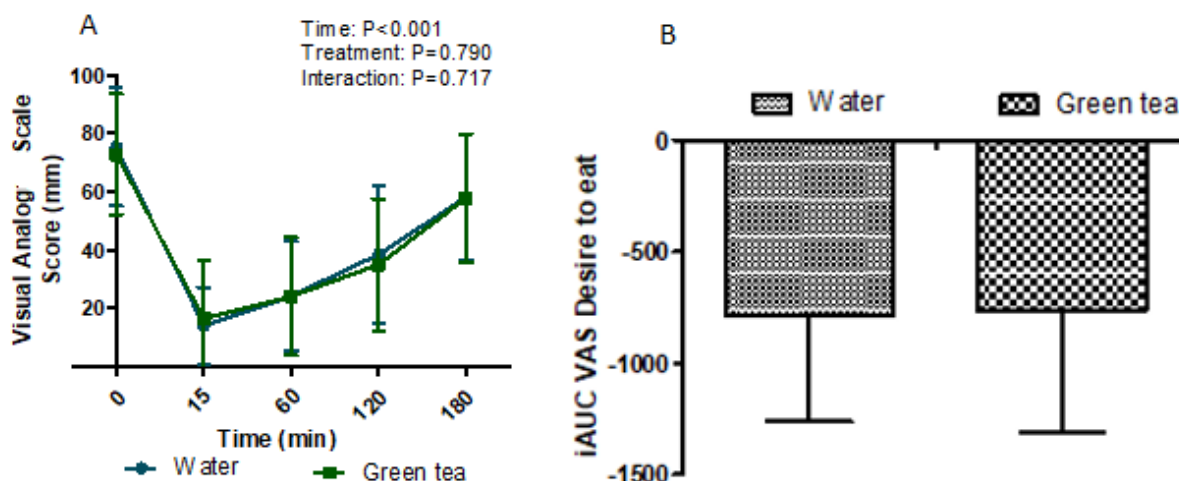 A
Time: P<0.001
Treatment: P=0.790
Interaction: P=0.717
Visual Analog Scale
Score (mm)
100
80
60
40
20
0
15
60
120
180
Time (min)
Water
Green tea
B
Water
Green tea
iAUC VAS Desire to eat
0
-500
-1000
-1500